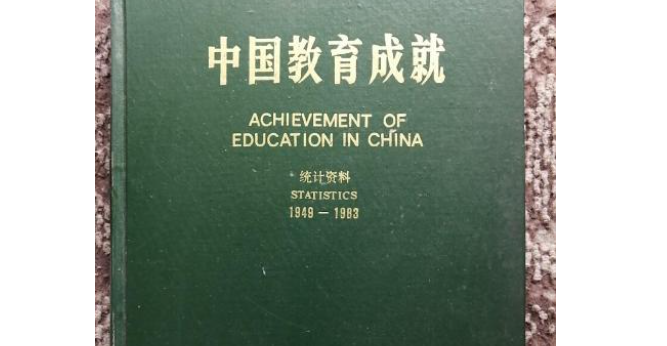 中国教育成就
ACHIEVEMENT OF
EDUCATION IN CHINA
统计资料
STATISTICS
1949 — 1983